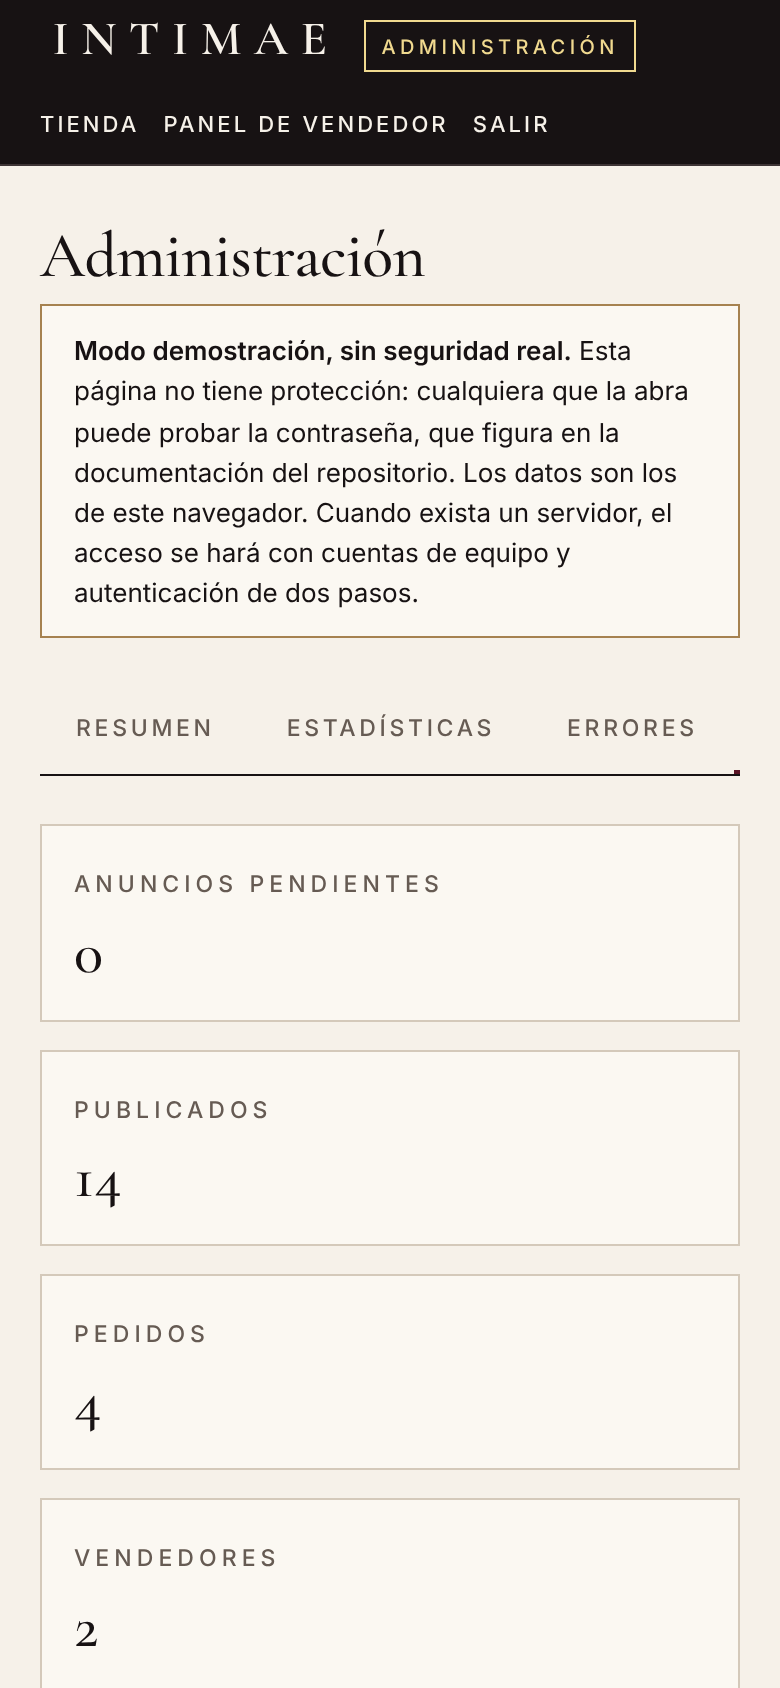 INTIMAE ADMINISTRACIÓN
TIENDA PANEL DE VENDEDOR SALIR
Administración
Modo demostración, sin seguridad real. Esta
página no tiene protección: cualquiera que la abra
puede probar la contraseña, que figura en la
documentación del repositorio. Los datos son los
de este navegador. Cuando exista un servidor, el
acceso se hará con cuentas de equipo y
autenticación de dos pasos.
RESUMEN ESTADÍSTICAS ERRORES
ANUNCIOS PENDIENTES
0
PUBLICADOS
14
PEDIDOS
4
VENDEDORES
2